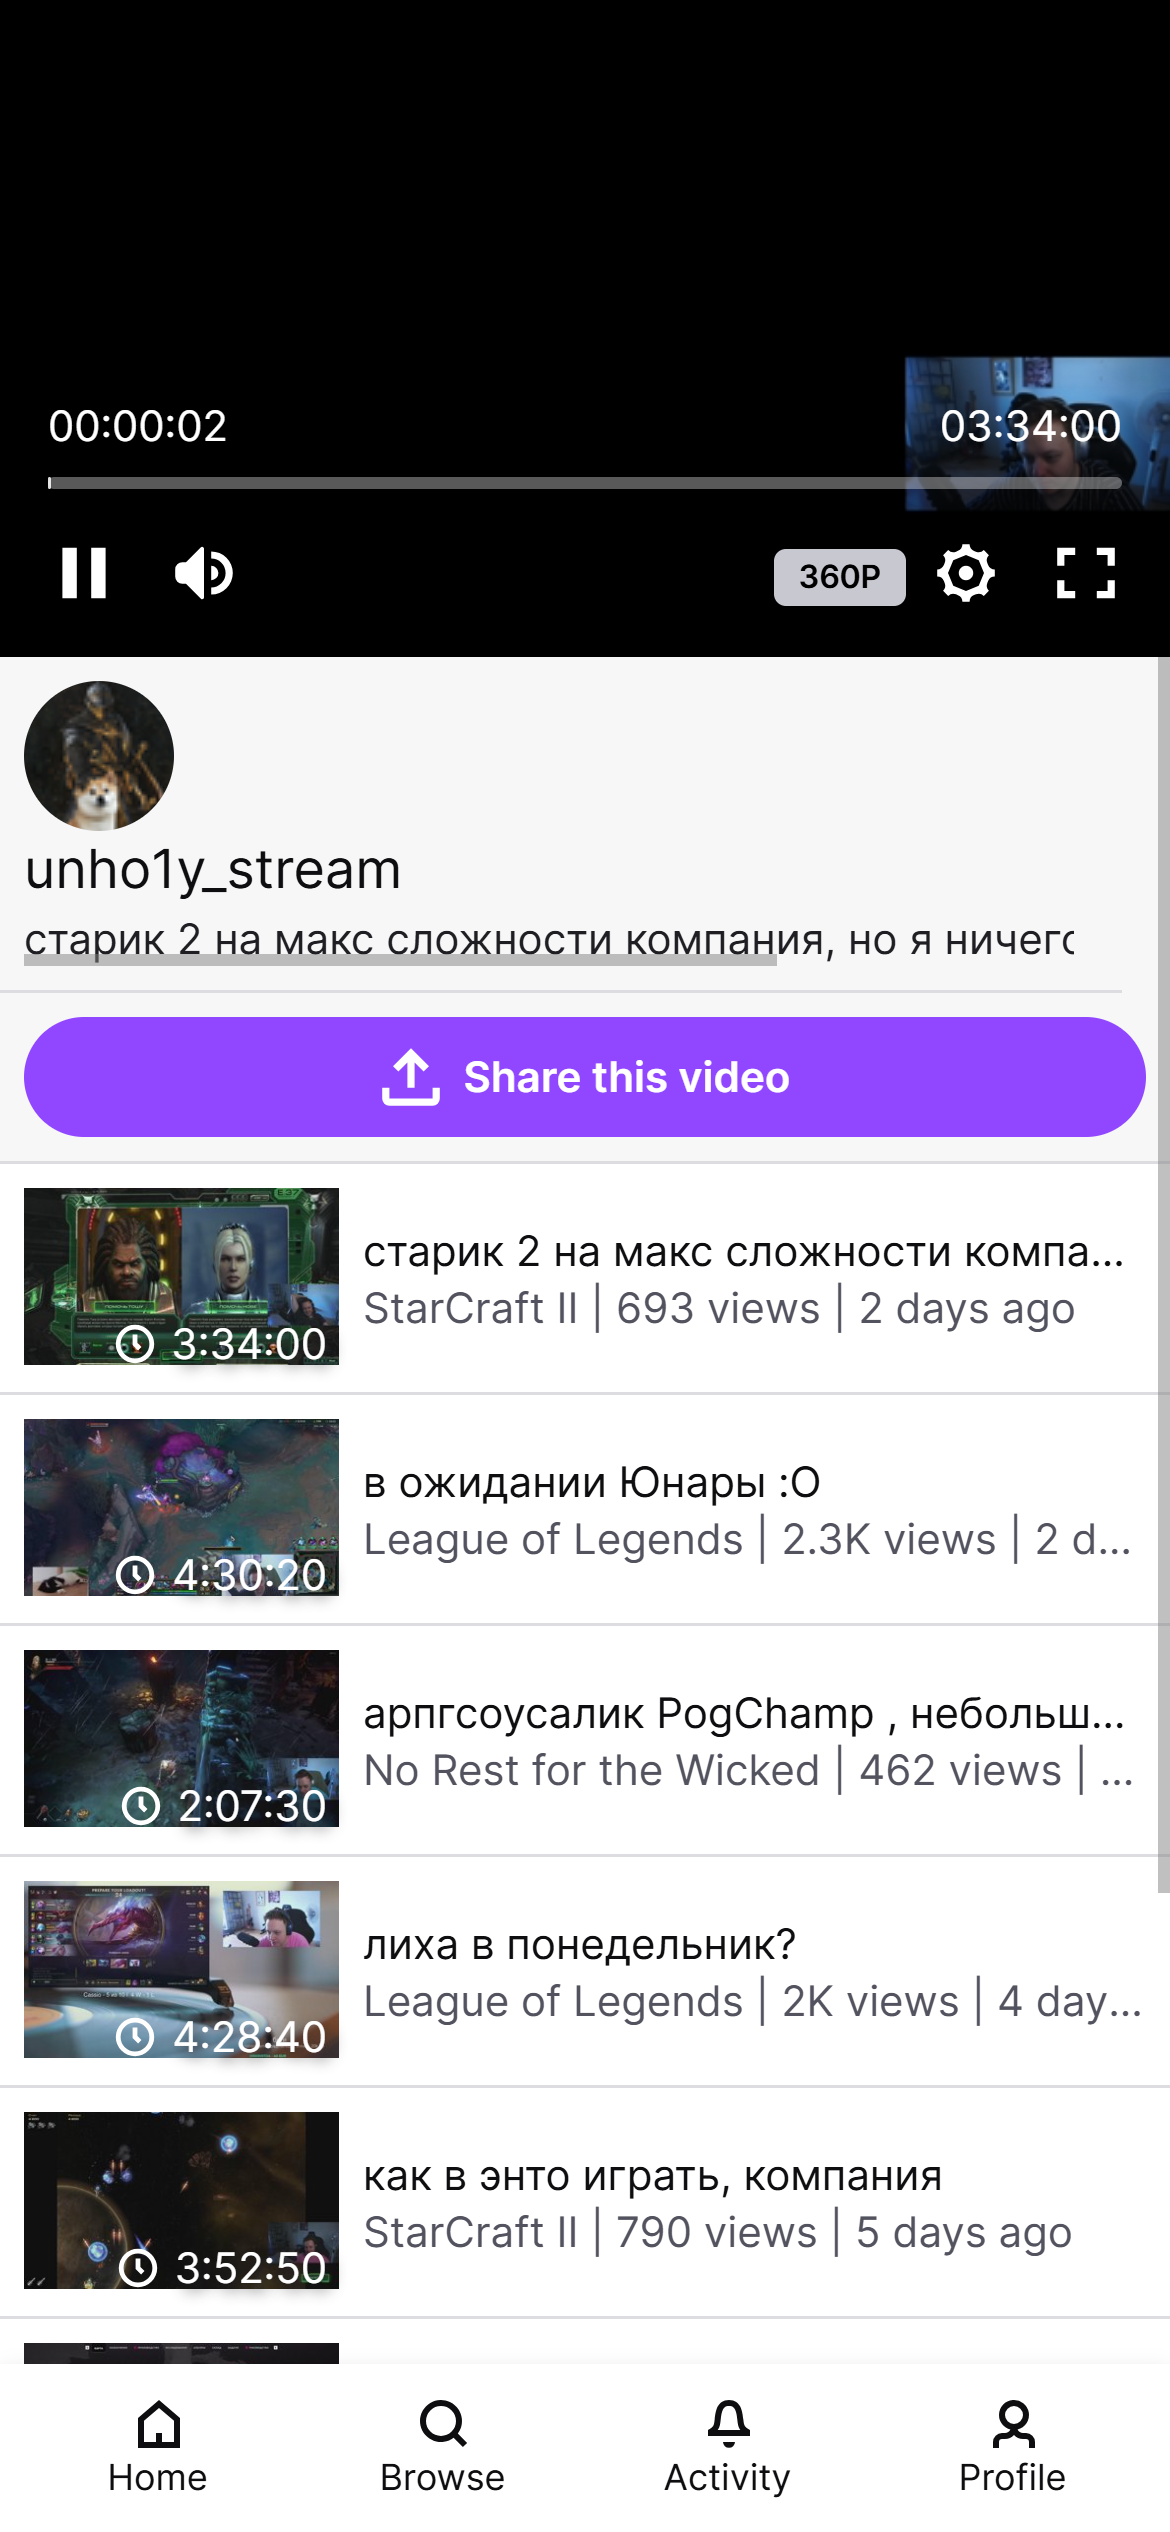 00:00:02
03:34:00
360P
unho1y_stream
старик 2 на макс сложности компания, но я ничего
Share this video
старик 2 на макс сложности компа...
StarCraft II | 693 views | 2 days ago
3:34:00
в ожидании Юнары :O
League of Legends | 2.3K views | 2 d...
4:30:20
арпгсоусалик PogChamp , небольш...
No Rest for the Wicked | 462 views | ...
2:07:30
лиха в понедельник?
League of Legends | 2K views | 4 day...
4:28:40
как в энто играть, компания
StarCraft II | 790 views | 5 days ago
3:52:50
Home
Browse
Activity
Profile